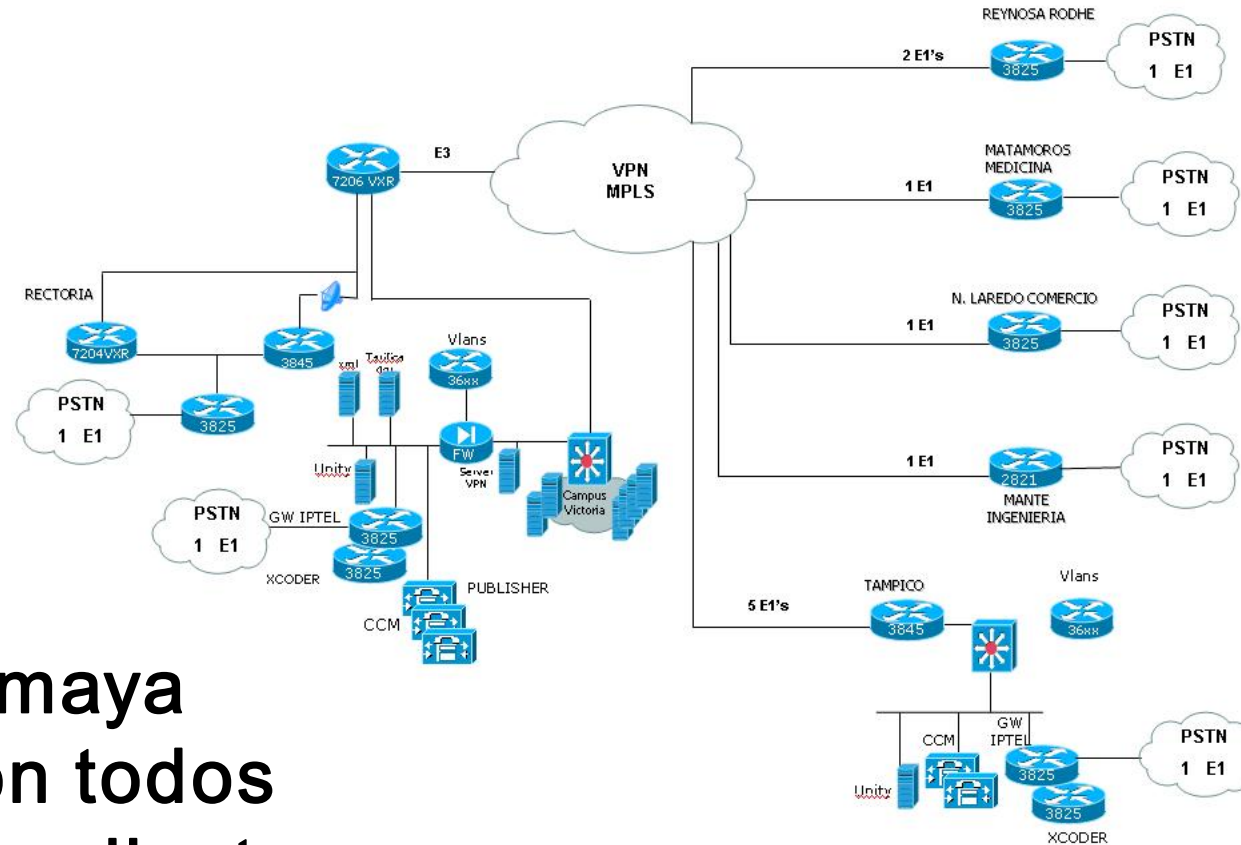 REYNOSA RODHE
3825
PSTN
1 E1
2 E1's
7206 VXR
E3
VPN
MPLS
MATAMOROS
MEDICINA
3825
PSTN
1 E1
1 E1
RECTORIA
7204VXR
3845
3825
PSTN
1 E1
N. LAREDO COMERCIO
3825
PSTN
1 E1
1 E1
xml
Vlans
36xx
Unity
FW
Server
VPN
Campus
Victoria
PSTN
1 E1
GW IPTEL
3825
3825
XCODER
PUBLISHER
CCM
1 E1
2821
MANTE
INGENIERIA
PSTN
1 E1
5 E1's
TAMPICO
3845
Vlans
36xx
Unity
CCM
GW
IPTEL
3825
3825
XCODER
PSTN
1 E1
maya
on todos